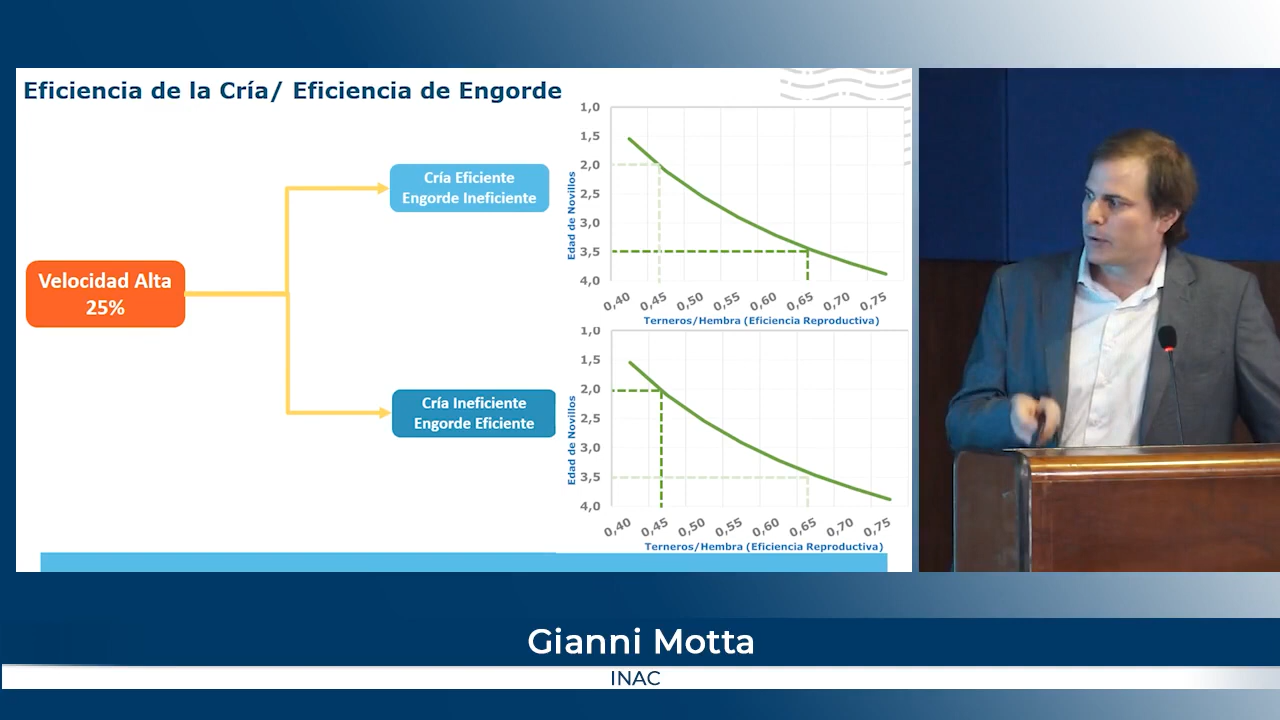 Eficiencia de la Cría/ Eficiencia de Engorde
Velocidad Alta
25%
Cría Eficiente
Engorde Ineficiente
Cría Ineficiente
Engorde Eficiente
Edad de Novillos
1,0
1,5
2,0
2,5
3,0
3,5
4,0
0,40 0,45 0,50 0,55 0,60 0,65 0,70 0,75
Terneros/Hembra (Eficiencia Reproductiva)
Edad de Novillos
1,0
1,5
2,0
2,5
3,0
3,5
4,0
0,40 0,45 0,50 0,55 0,60 0,65 0,70 0,75
Terneros/Hembra (Eficiencia Reproductiva)
Gianni Motta
INAC